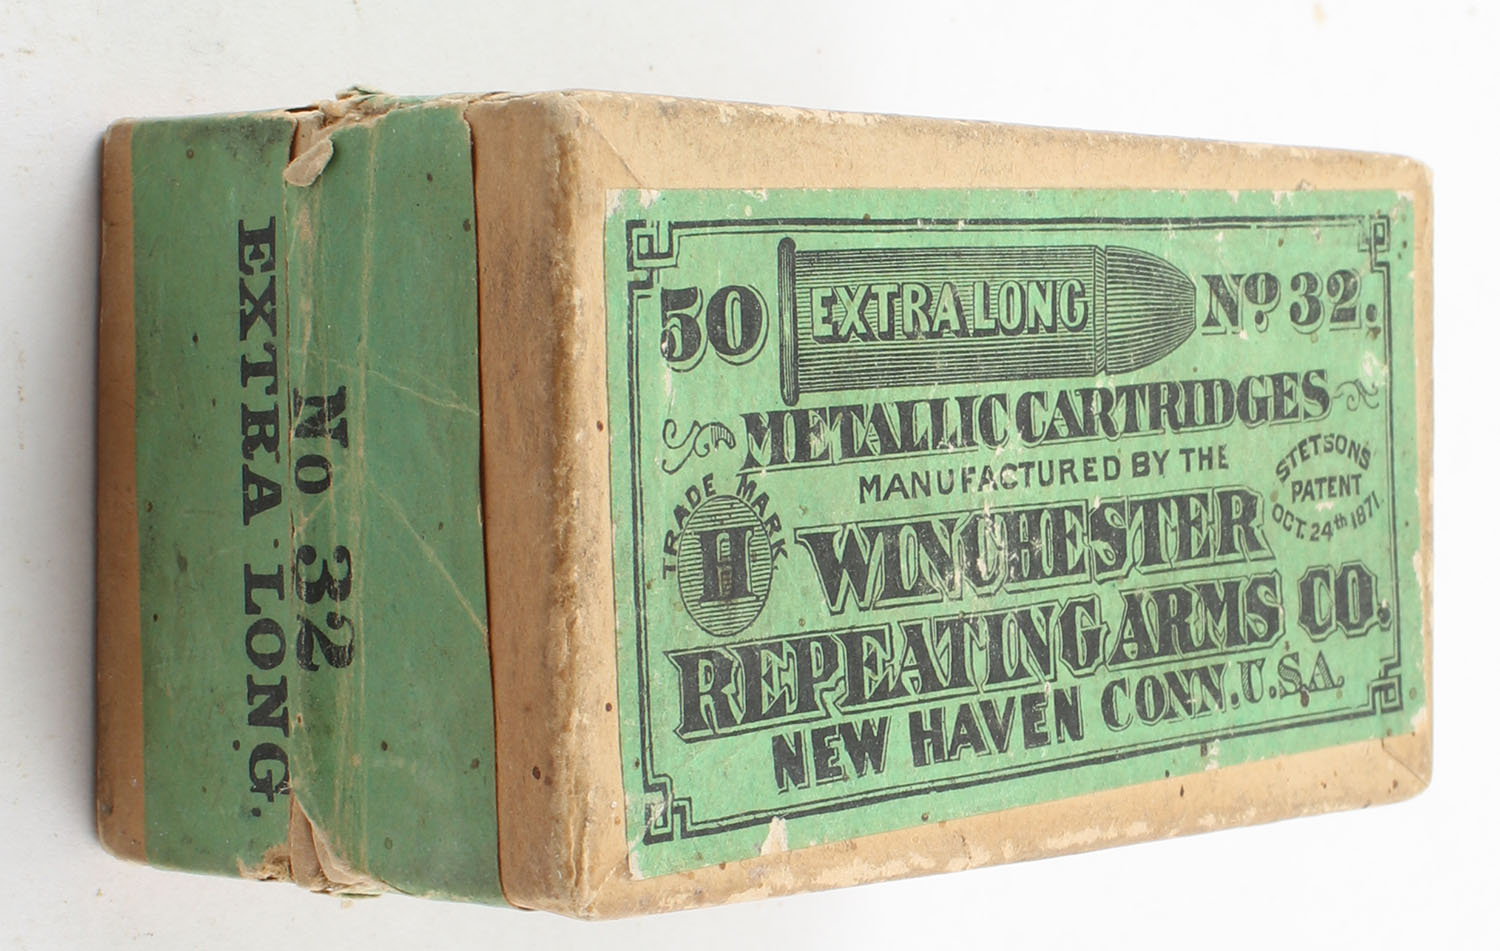 50 EXTRA LONG No 32.
METALLIC CARTRIDGES
MANUFACTURED BY THE
TRADE MARK
H
WINCHESTER
STETSON'S
PATENT
OCT. 24th 1871
REPEATING ARMS CO.
NEW HAVEN CONN. U.S.A.
No 32
EXTRA LONG.